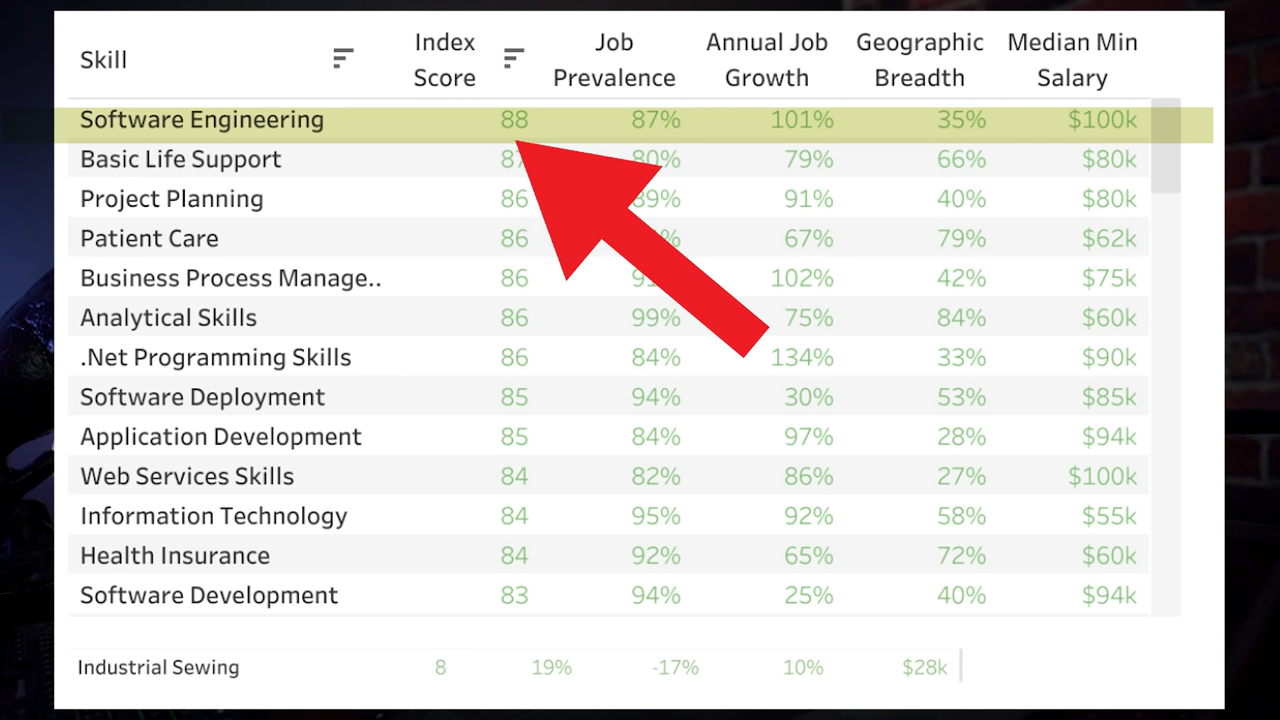 Skill Index Score Job Prevalence Annual Job Growth Geographic Breadth Median Min Salary
Software Engineering 88 87% 101% 35% $100k
Basic Life Support 87 80% 79% 66% $80k
Project Planning 86 89% 91% 40% $80k
Patient Care 86 67% 79% $62k
Business Process Manage.. 86 102% 42% $75k
Analytical Skills 86 99% 75% 84% $60k
.Net Programming Skills 86 84% 134% 33% $90k
Software Deployment 85 94% 30% 53% $85k
Application Development 85 84% 97% 28% $94k
Web Services Skills 84 82% 86% 27% $100k
Information Technology 84 95% 92% 58% $55k
Health Insurance 84 92% 65% 72% $60k
Software Development 83 94% 25% 40% $94k
Industrial Sewing 8 19% -17% 10% $28k